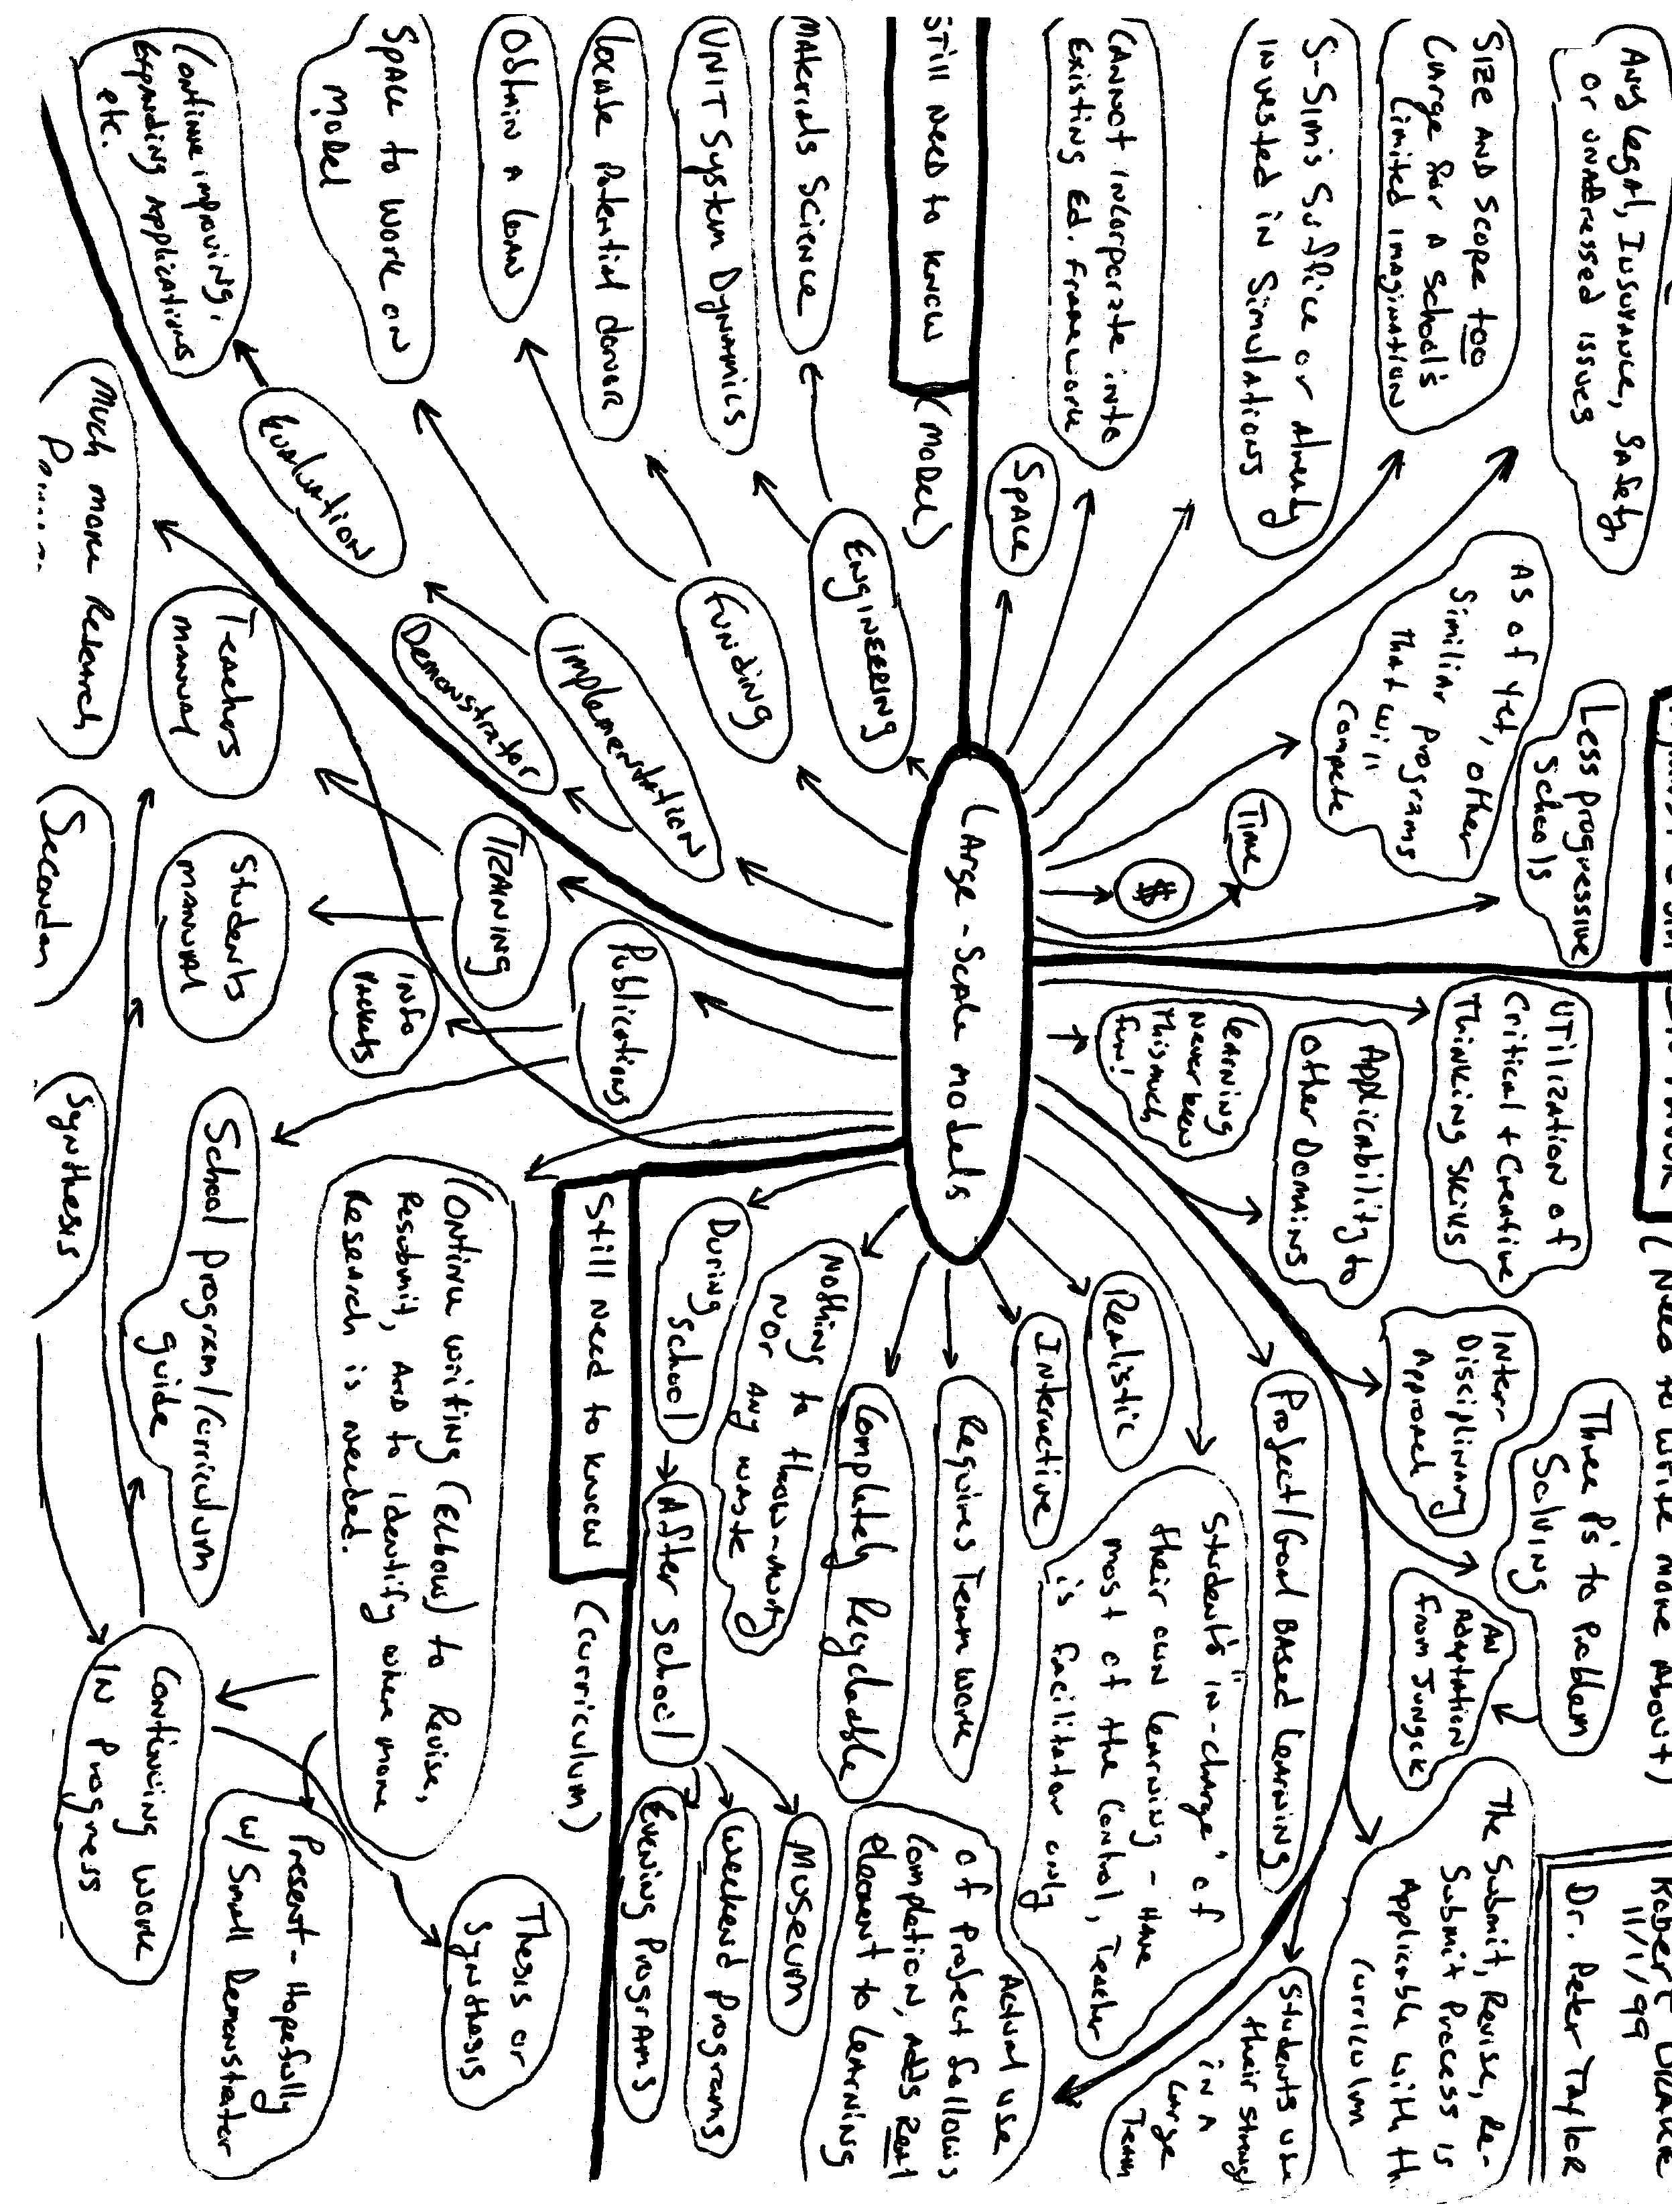 Any Legal, Insurance, Safety,
or unadressed issues
Size and Scope too
Large for a School's
Limited imagination
S-Sims Suffice or already
invested in Simulations
Cannot incorporate into
Existing Ed. Framework
Space
As of yet, other
Similiar programs
that will
Compete
Less progressive
Schools
Time
$
Still need to know
(Model)
Materials Science
Unit System Dynamics
Engineering
Locate Potential donor
Obtain a Loan
Funding
Space to work on
Model
Implementation
Demonstrator
Evaluation
Continue improving,
Expanding Applications
etc.
Large-Scale models
Much more Research
Teachers
manual
Students
manual
Training
Publications
Info
Packets
School Program/Curriculum
guide
Synthesis
Continuing work
In Progress
Continue writing (Elbow) to Revise,
Resubmit, and to identify where more
Research is needed.
Present - Hopefully
w/ Small Demonstrator
Thesis or
Synthesis
Still need to know
(curriculum)
During
School
After School
Museum
Weekend Programs
Evening Programs
Nothing to throw-away
Nor any waste
Completely Recyclable
Requires Teamwork
Interactive
Realistic
Actual use
of Project follows
Completion, adds Real
element to learning
Students "in-charge" of
their own learning - Have
most of the Control, Teacher
is facilitator only
Project/Goal Based Learning
Students use
their strong
in a
Large
Team
Learning
never been
this much
fun!
Applicability to
other Domains
Utilization of
Critical + Creative
Thinking Skills
Inter
Disciplinary
Approach
Three P's to Problem
Solving
An
Adaptation
from Jungck
The Submit, Revise, Re-
Submit Process is
Applicable with th
Curriculum
(Need to write more about)
11/1/99
Dr. Peter Taylor